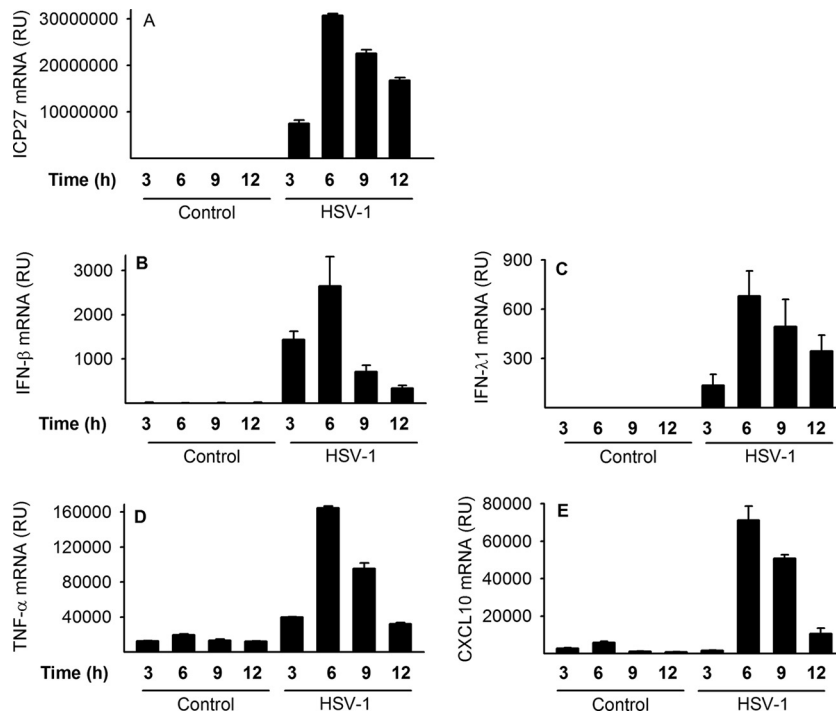 A
ICP27 mRNA (RU)
30000000
20000000
10000000
Time (h) 3 6 9 12 3 6 9 12
Control HSV-1
B
IFN-β mRNA (RU)
3000
2000
1000
Time (h) 3 6 9 12 3 6 9 12
Control HSV-1
C
IFN-λ1 mRNA (RU)
900
600
300
3 6 9 12 3 6 9 12
Control HSV-1
D
TNF-α mRNA (RU)
160000
120000
80000
40000
Time (h) 3 6 9 12 3 6 9 12
Control HSV-1
E
CXCL10 mRNA (RU)
80000
60000
40000
20000
Time (h) 3 6 9 12 3 6 9 12
Control HSV-1